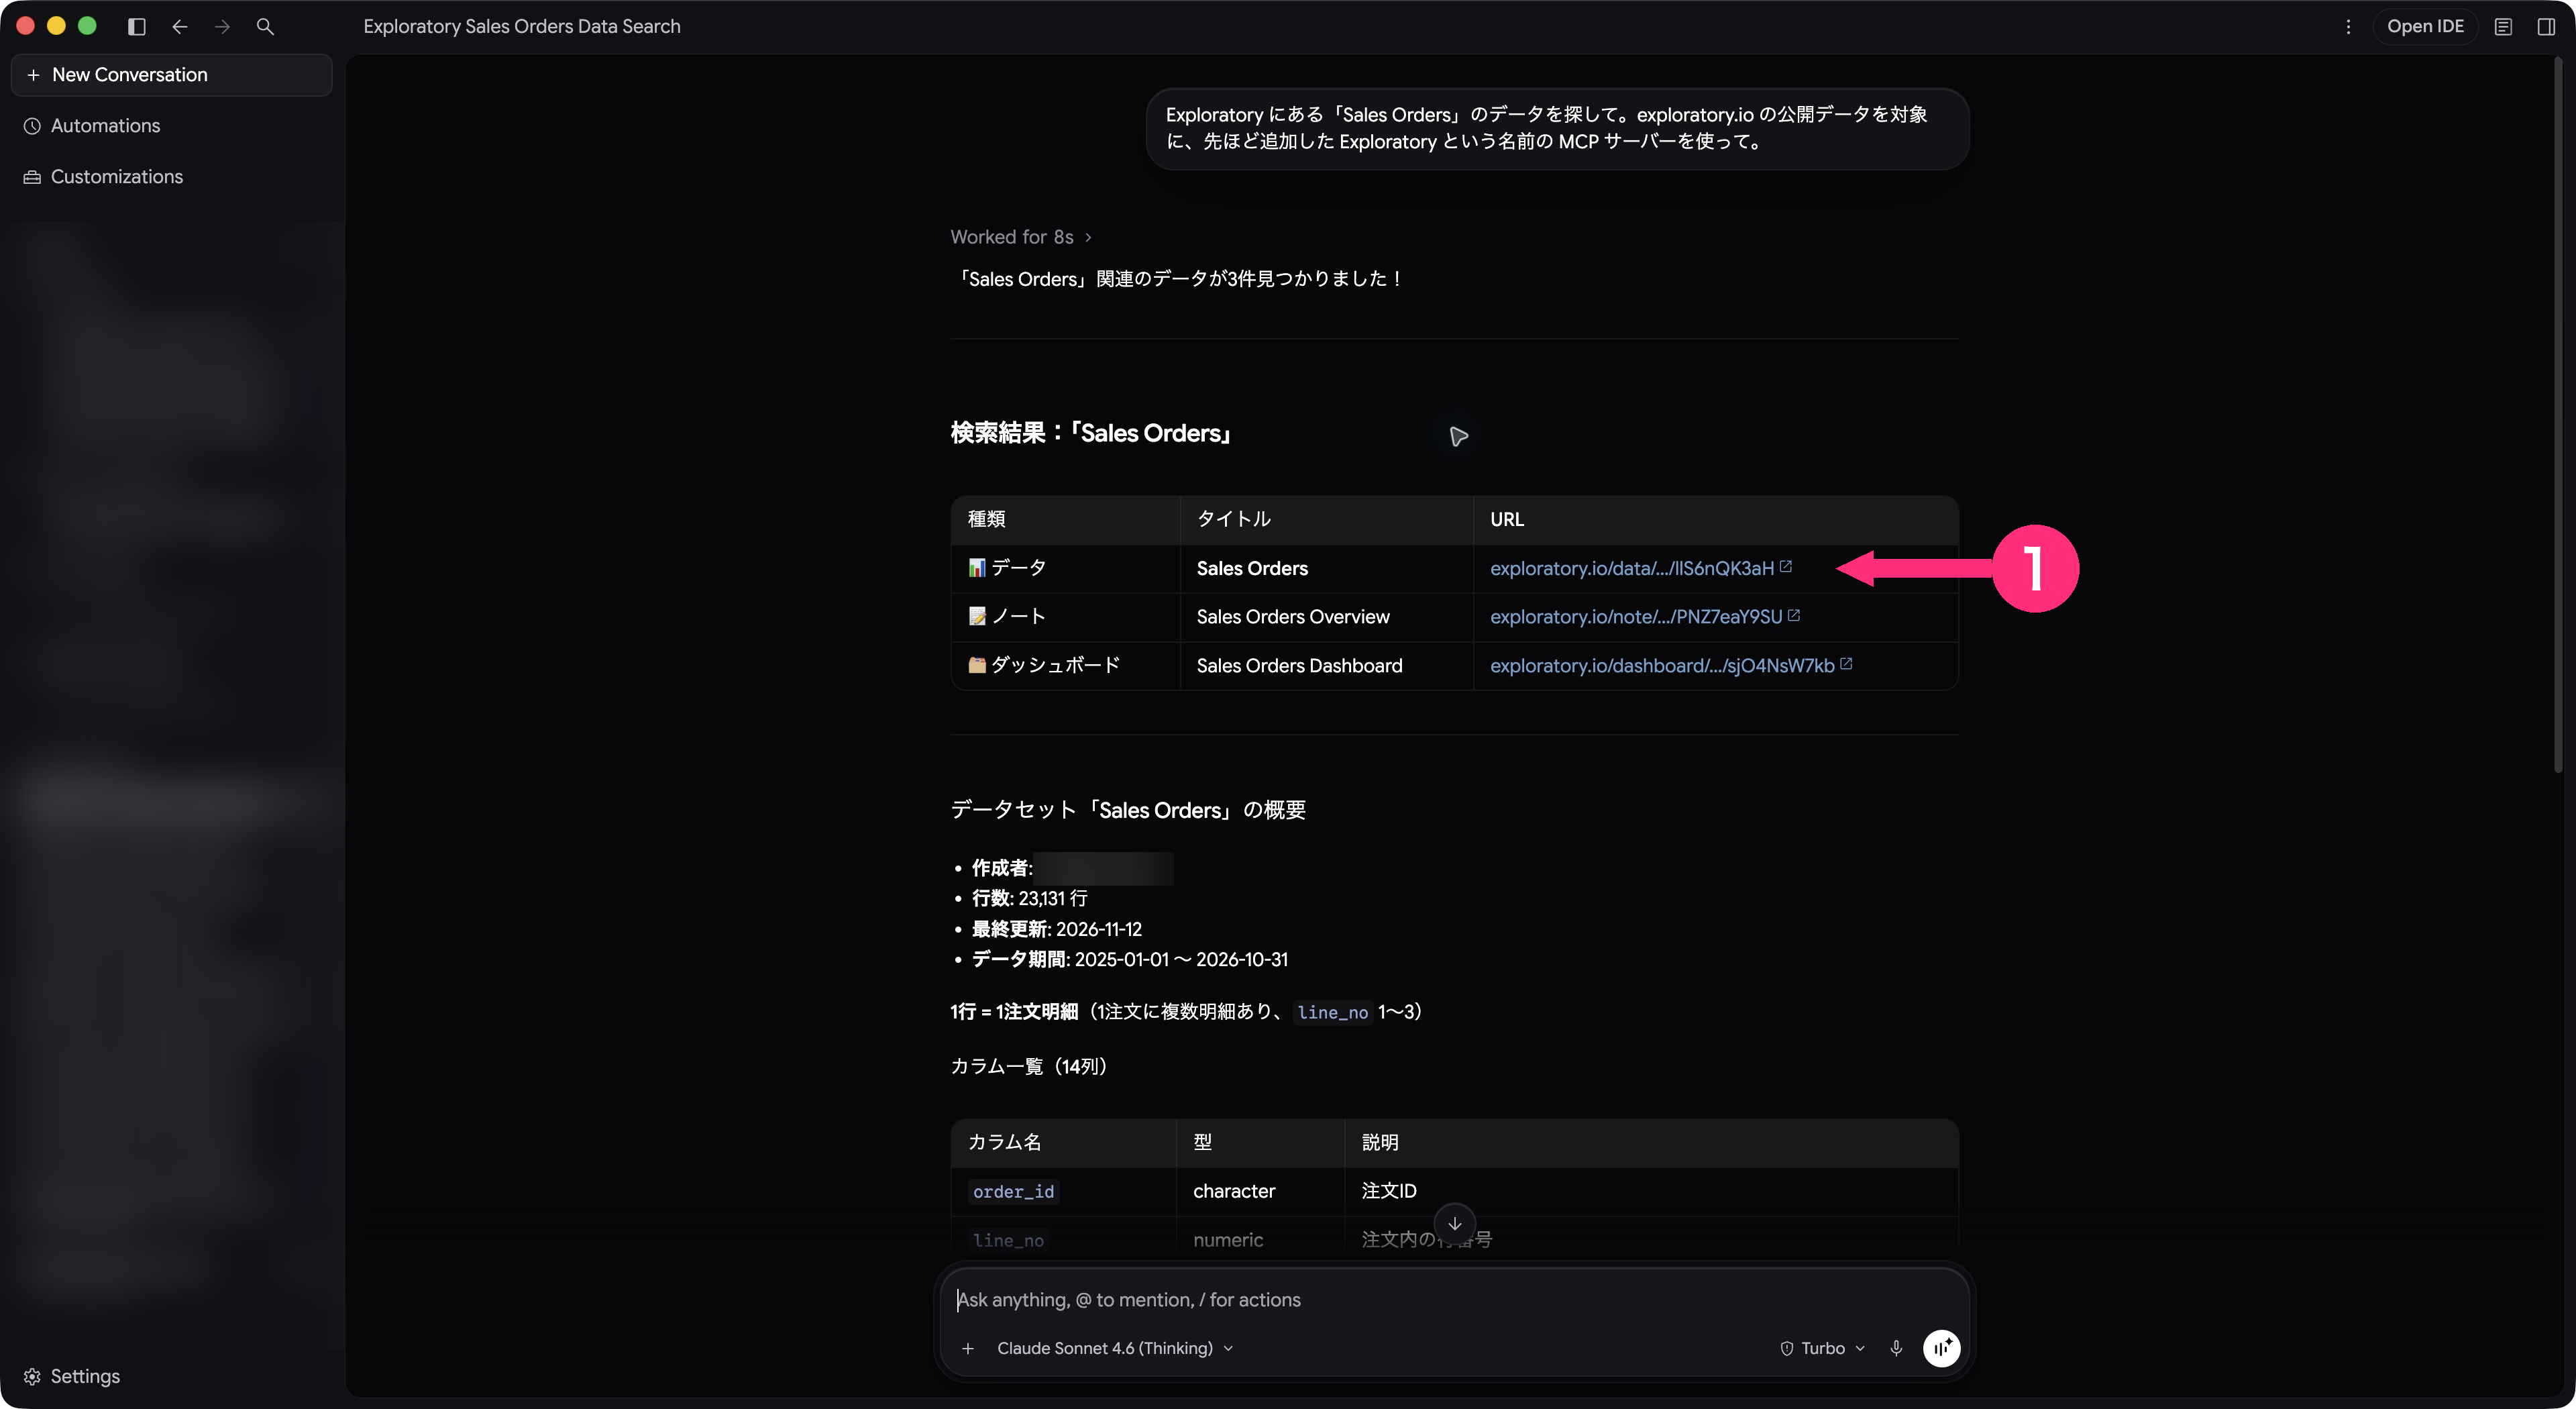 Exploratory Sales Orders Data Search
Open IDE
New Conversation
Automations
Customizations
Exploratory にある「Sales Orders」のデータを探して。exploratory.io の公開データを対象
に、先ほど追加した Exploratory という名前の MCP サーバーを使って。
Worked for 8s
「Sales Orders」関連のデータが3件見つかりました！
検索結果：「Sales Orders」
種類 タイトル URL
データ Sales Orders exploratory.io/data/.../llS6nQK3aH
1
ノート Sales Orders Overview exploratory.io/note/.../PNZ7eaY9SU
ダッシュボード Sales Orders Dashboard exploratory.io/dashboard/.../sjO4NsW7kb
データセット「Sales Orders」の概要
• 作成者:
• 行数: 23,131 行
• 最終更新: 2026-11-12
• データ期間: 2025-01-01 〜 2026-10-31
1行 = 1注文明細（1注文に複数明細あり、 line_no 1〜3）
カラム一覧（14列）
カラム名 型 説明
order_id character 注文ID
line_no numeric 注文内の行番号
Ask anything, @ to mention, / for actions
Claude Sonnet 4.6 (Thinking)
Turbo
Settings